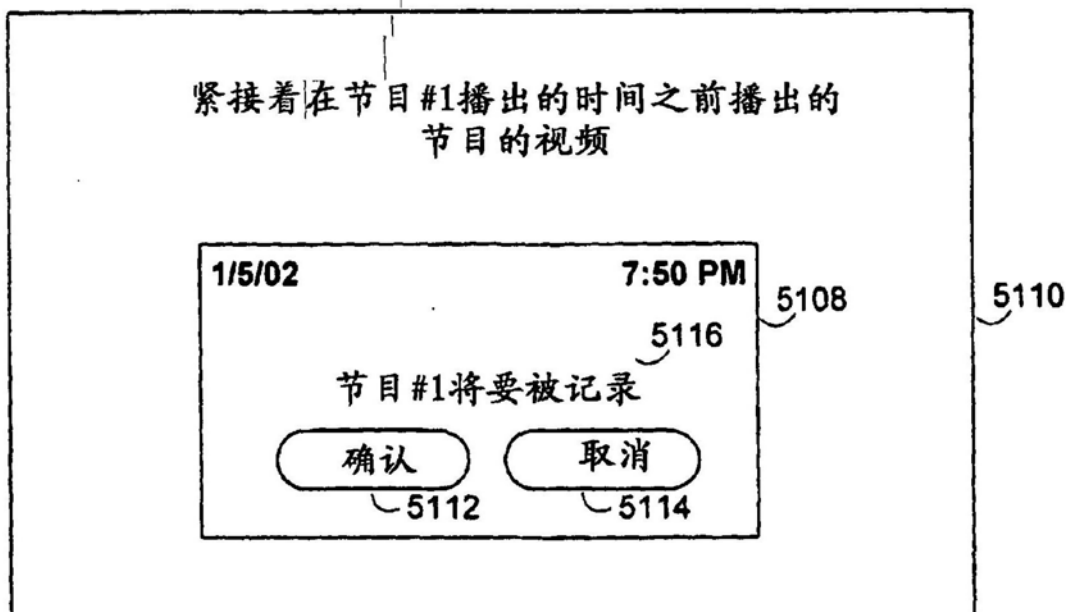 紧接着在节目#1播出的时间之前播出的
节目的视频
1/5/02 7:50 PM
5108
5110
5116
节目#1将要被记录
确认 取消
5112 5114